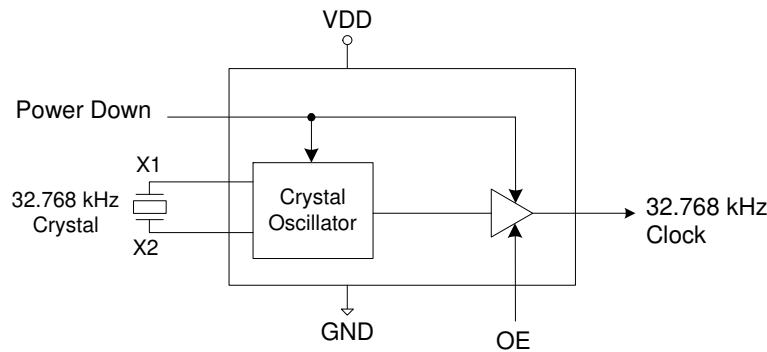 VDD
Power Down
X1
32.768 kHz
Crystal
X2
Crystal
Oscillator
32.768 kHz
Clock
GND
OE